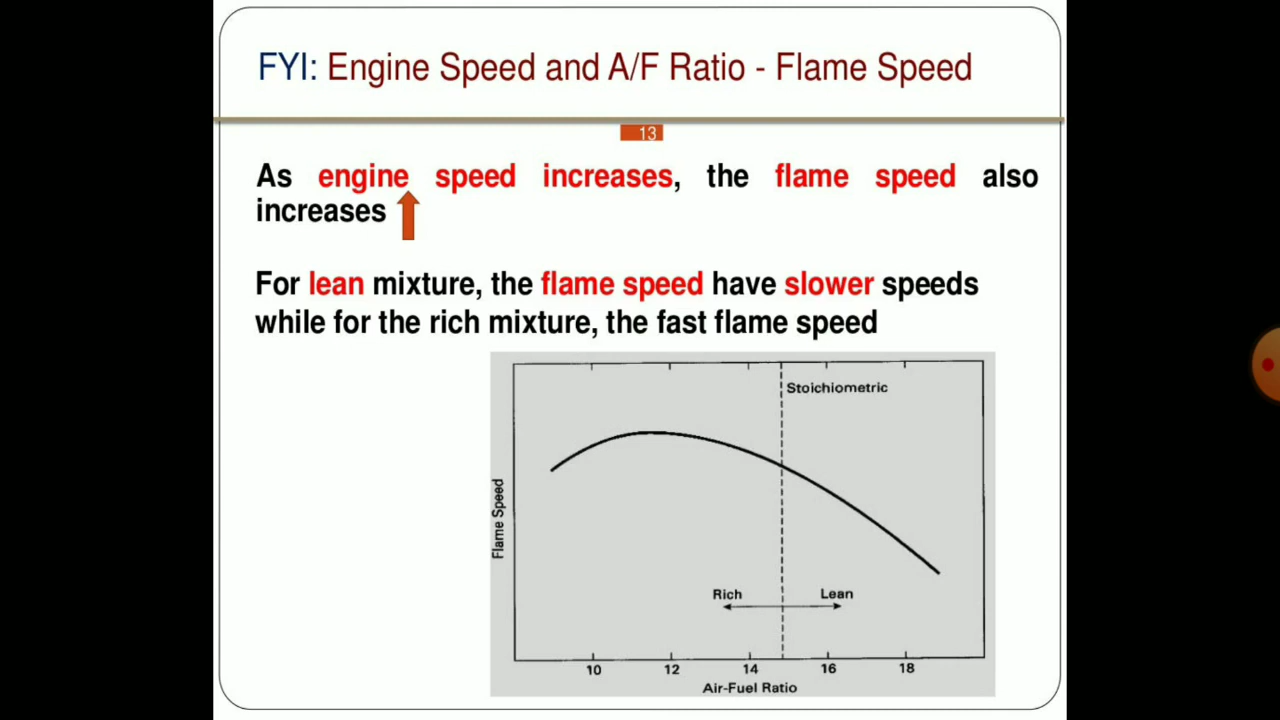 FYI: Engine Speed and A/F Ratio - Flame Speed
13
As engine speed increases, the flame speed also
increases
For lean mixture, the flame speed have slower speeds
while for the rich mixture, the fast flame speed
Stoichiometric
Flame Speed
Rich
Lean
10 12 14 16 18
Air-Fuel Ratio